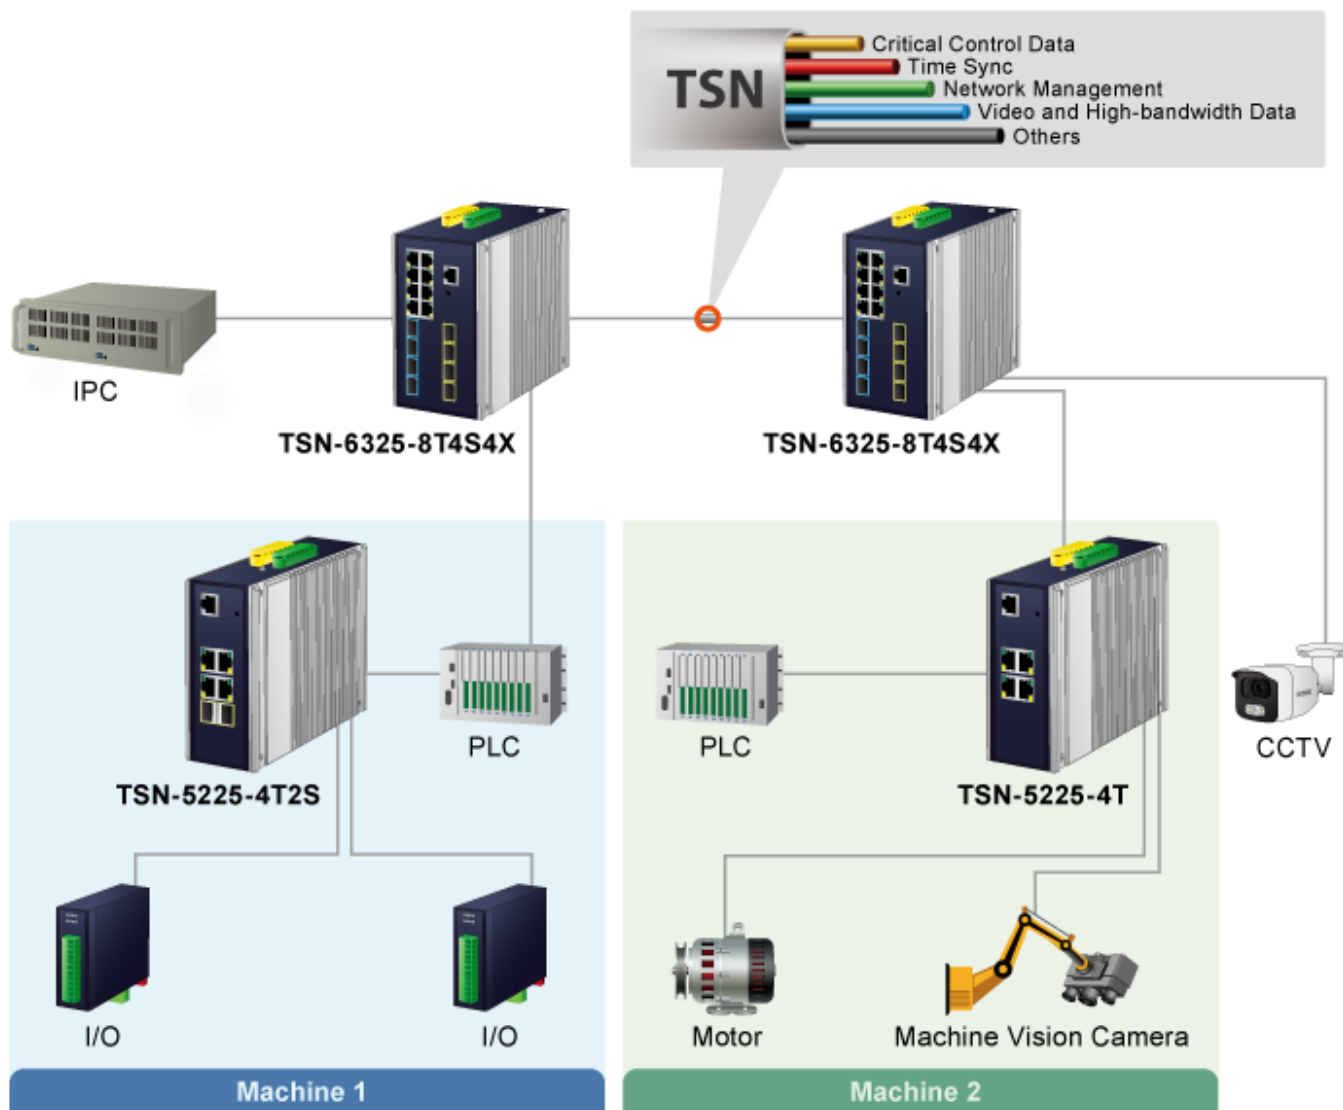 TSN
Critical Control Data
Time Sync
Network Management
Video and High-bandwidth Data
Others
IPC
TSN-6325-8T4S4X
TSN-6325-8T4S4X
PLC
PLC
CCTV
TSN-5225-4T2S
TSN-5225-4T
I/O
I/O
Motor
Machine Vision Camera
Machine 1
Machine 2